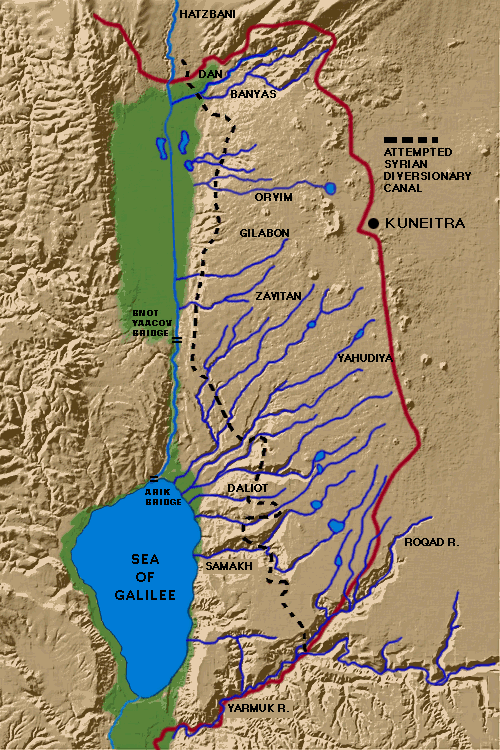 HATZBANI
DAN
BANYAS
ATTEMPTED
SYRIAN
DIVERSIONARY
CANAL
ORYIM
KUNEITRA
GILABON
ZAVITAN
BNOT
YAACOV
BRIDGE
YAHUDIYA
DALIOT
ARIK
BRIDGE
ROQAD R.
SEA
OF
GALILEE
SAMAKH
YARMUK R.